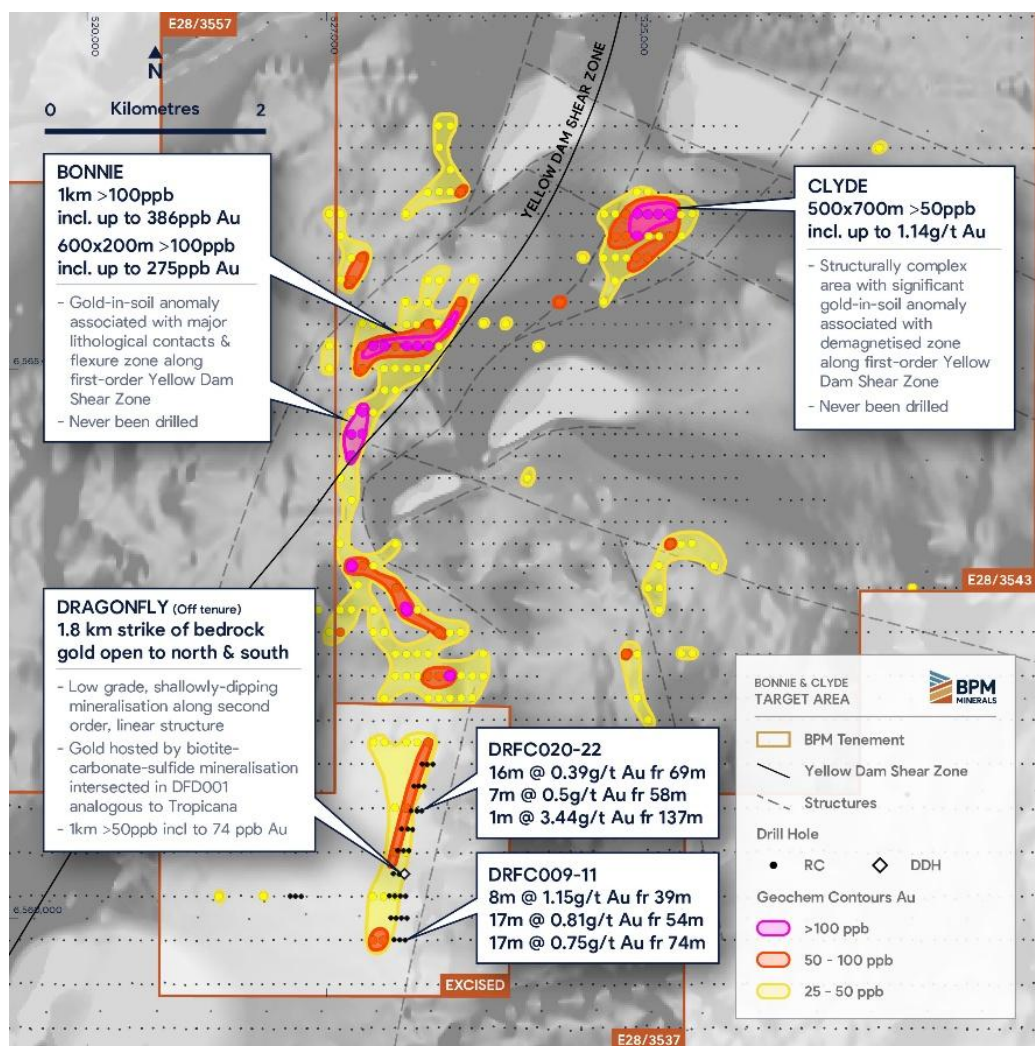 E28/3557
520,000
527,000
525,000
N
0 Kilometres 2
YELLOW DAM SHEAR ZONE
BONNIE
1km >100ppb
incl. up to 386ppb Au
600x200m >100ppb
incl. up to 275ppb Au
- Gold-in-soil anomaly
associated with major
lithological contacts &
flexure zone along
first-order Yellow Dam
Shear Zone
- Never been drilled
CLYDE
500x700m >50ppb
incl. up to 1.14g/t Au
- Structurally complex
area with significant
gold-in-soil anomaly
associated with
demagnetised zone
along first-order Yellow
Dam Shear Zone
- Never been drilled
E28/3543
DRAGONFLY (Off tenure)
1.8 km strike of bedrock
gold open to north & south
- Low grade, shallowly-dipping
mineralisation along second
order, linear structure
- Gold hosted by biotite-
carbonate-sulfide mineralisation
intersected in DFD001
analogous to Tropicana
- 1km >50ppb incl to 74 ppb Au
DRFC020-22
16m @ 0.39g/t Au fr 69m
7m @ 0.5g/t Au fr 58m
1m @ 3.44g/t Au fr 137m
DRFC009-11
8m @ 1.15g/t Au fr 39m
17m @ 0.81g/t Au fr 54m
17m @ 0.75g/t Au fr 74m
EXCISED
E28/3537
BONNIE & CLYDE
TARGET AREA
BPM
MINERALS
BPM Tenement
Yellow Dam Shear Zone
Structures
Drill Hole
RC DDH
Geochem Contours Au
>100 ppb
50 - 100 ppb
25 - 50 ppb